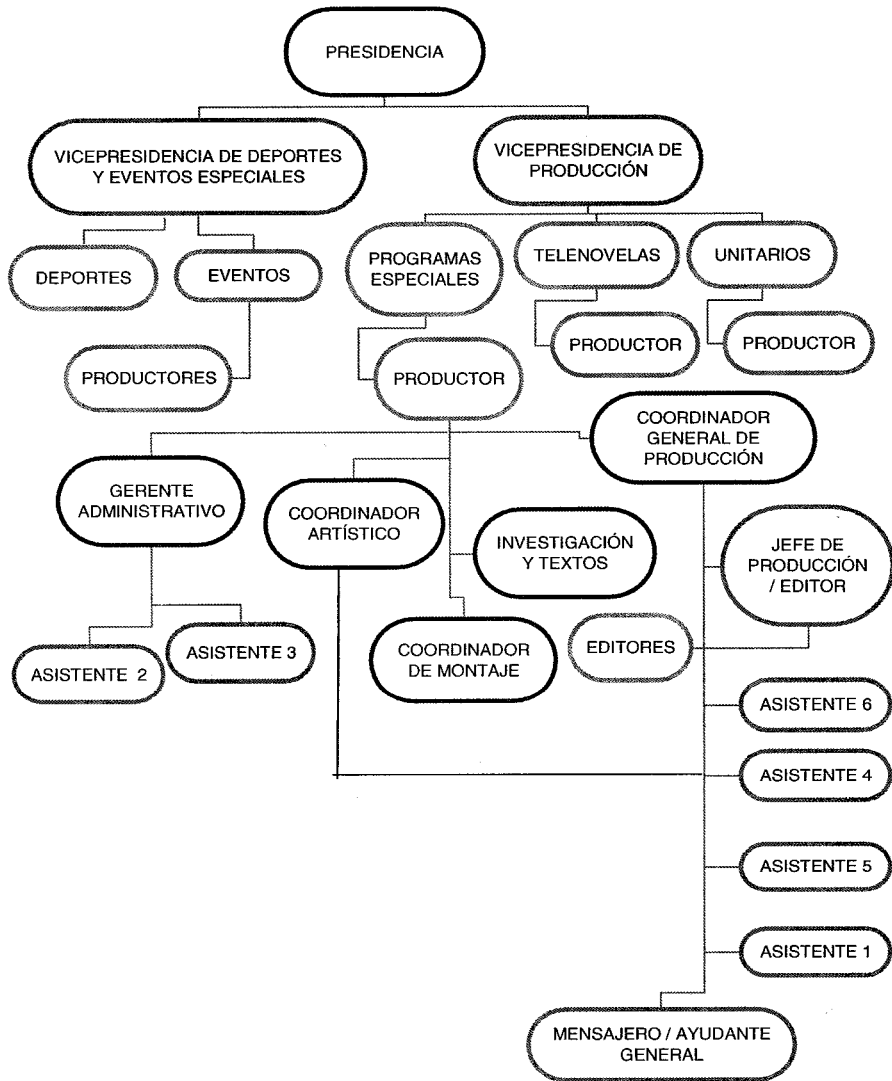 PRESIDENCIA
VICEPRESIDENCIA DE DEPORTES
Y EVENTOS ESPECIALES
VICEPRESIDENCIA DE
PRODUCCIÓN
DEPORTES
EVENTOS
PROGRAMAS
ESPECIALES
TELENOVELAS
UNITARIOS
PRODUCTORES
PRODUCTOR
PRODUCTOR
PRODUCTOR
COORDINADOR
GENERAL DE
PRODUCCIÓN
GERENTE
ADMINISTRATIVO
COORDINADOR
ARTÍSTICO
INVESTIGACIÓN
Y TEXTOS
JEFE DE
PRODUCCIÓN
/ EDITOR
ASISTENTE 2
ASISTENTE 3
COORDINADOR
DE MONTAJE
EDITORES
ASISTENTE 6
ASISTENTE 4
ASISTENTE 5
ASISTENTE 1
MENSAJERO / AYUDANTE
GENERAL